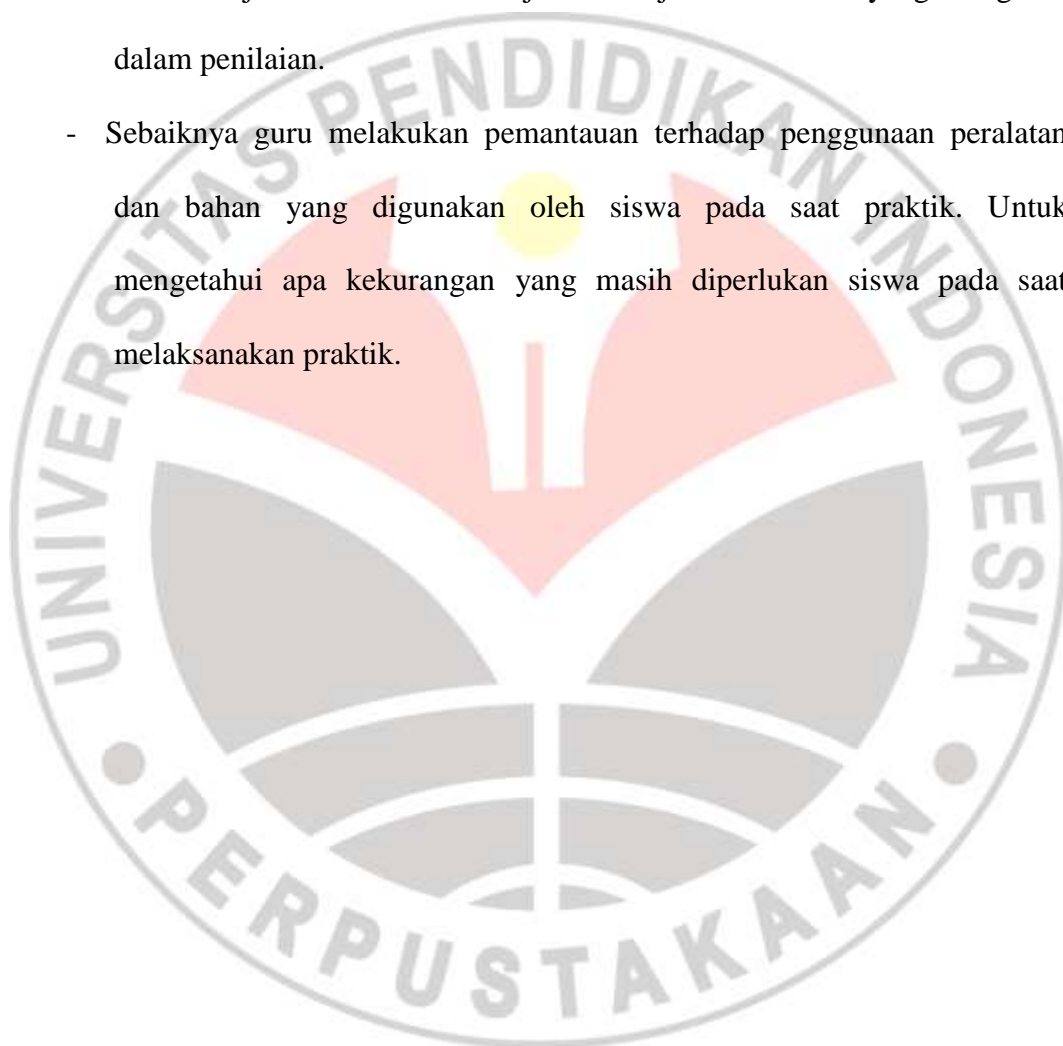 dalam penilaian.
- Sebaiknya guru melakukan pemantauan terhadap penggunaan peralatan
dan bahan yang digunakan oleh siswa pada saat praktik. Untuk
mengetahui apa kekurangan yang masih diperlukan siswa pada saat
melaksanakan praktik.
UNIVERSITAS PENDIDIKAN INDONESIA
PERPUSTAKAAN